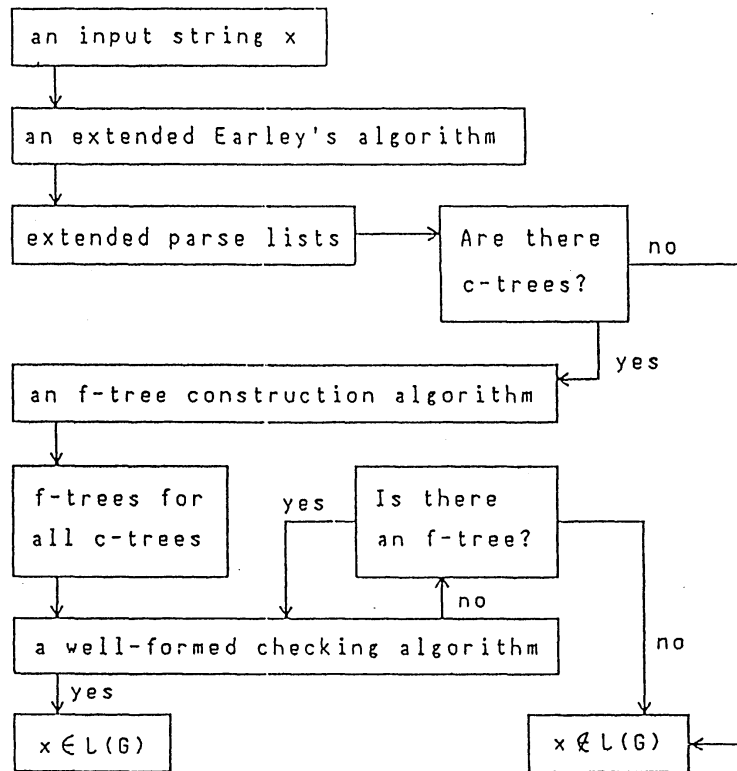 an input string x
an extended Earley's algorithm
extended parse lists
Are there
c-trees?
no
yes
an f-tree construction algorithm
f-trees for
all c-trees
yes
Is there
an f-tree?
no
no
a well-formed checking algorithm
yes
x ∈ L(G)
x ∉ L(G)